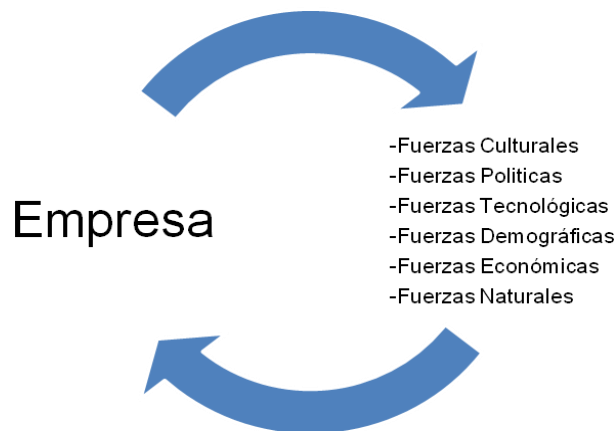 Empresa
-Fuerzas Culturales
-Fuerzas Politicas
-Fuerzas Tecnológicas
-Fuerzas Demográficas
-Fuerzas Económicas
-Fuerzas Naturales